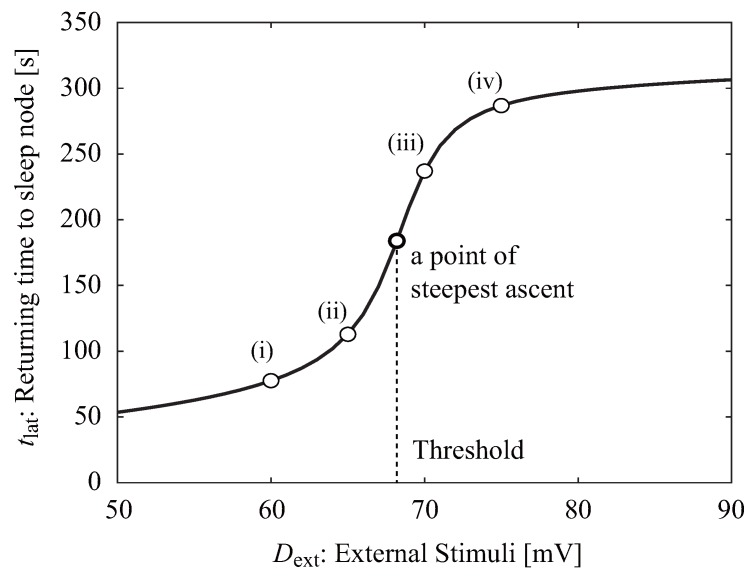 350
300
250
200
150
100
50
0
t_lat: Returning time to sleep node [s]
(i)
(ii)
(iii)
(iv)
a point of
steepest ascent
Threshold
50 60 70 80 90
D_ext: External Stimuli [mV]